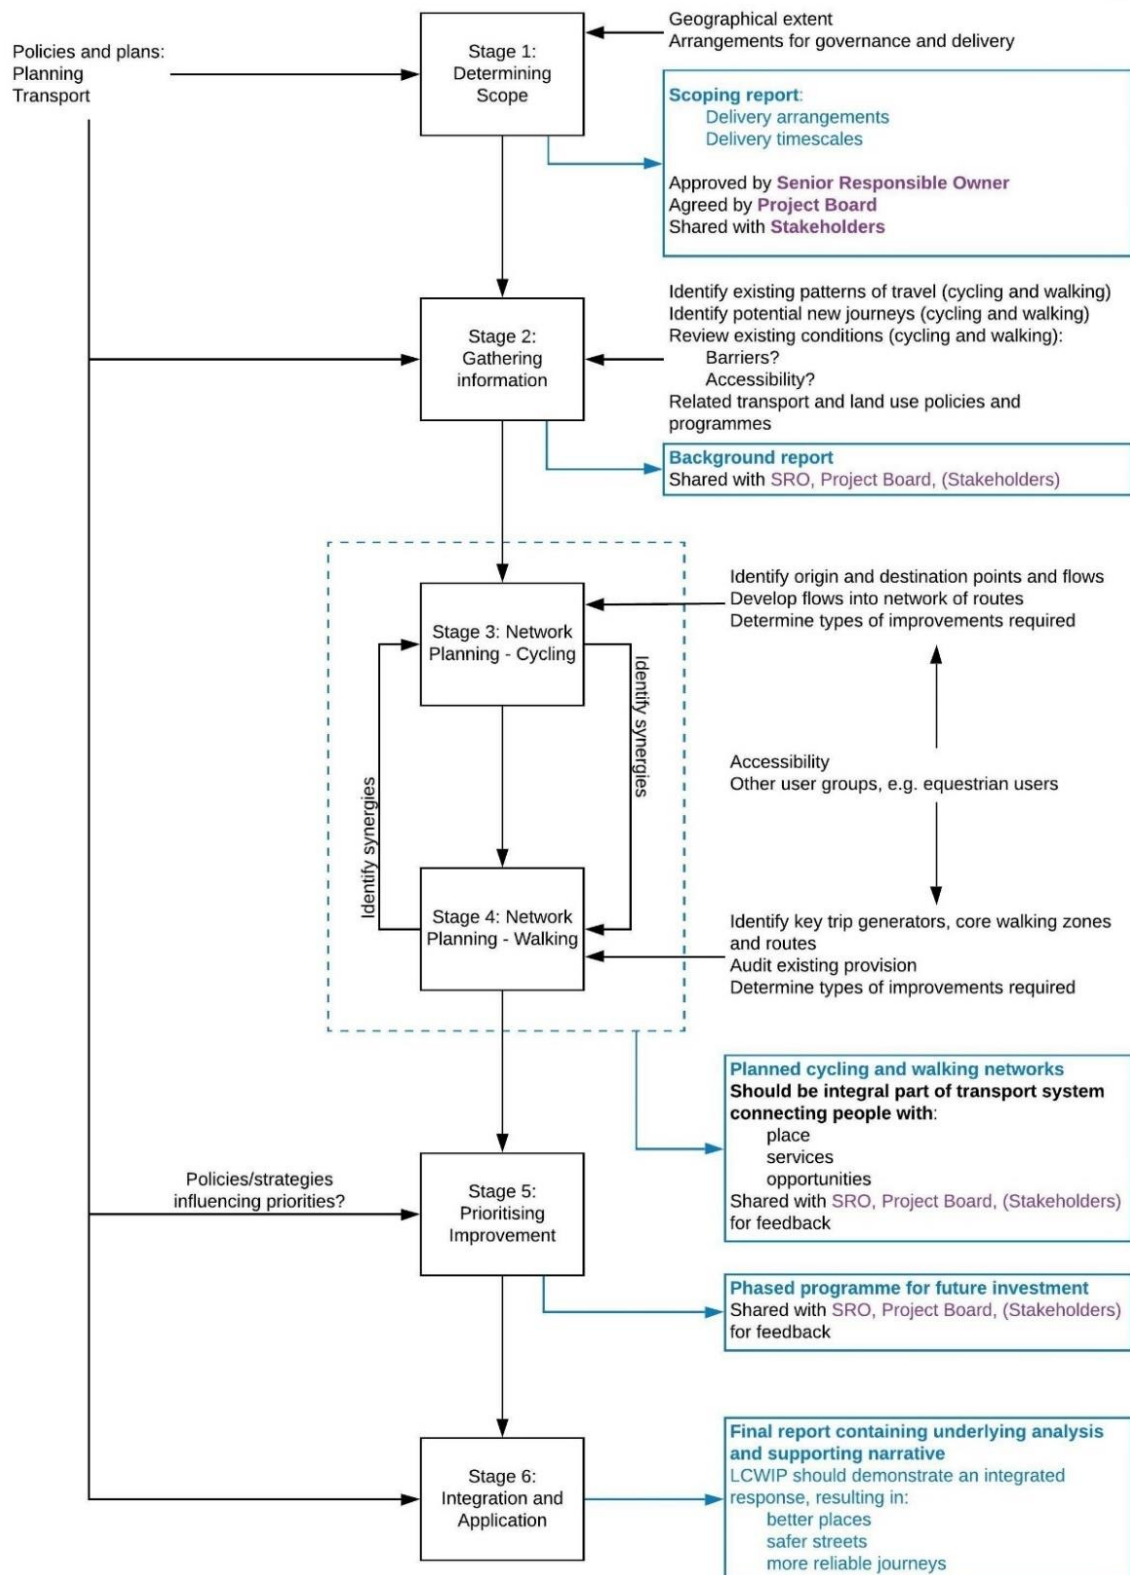 Policies and plans:
Planning
Transport
Stage 1:
Determining
Scope
Geographical extent
Arrangements for governance and delivery
Scoping report:
Delivery arrangements
Delivery timescales
Approved by Senior Responsible Owner
Agreed by Project Board
Shared with Stakeholders
Stage 2:
Gathering
information
Identify existing patterns of travel (cycling and walking)
Identify potential new journeys (cycling and walking)
Review existing conditions (cycling and walking):
Barriers?
Accessibility?
Related transport and land use policies and
programmes
Background report
Shared with SRO, Project Board, (Stakeholders)
Stage 3: Network
Planning - Cycling
Identify synergies
Identify synergies
Stage 4: Network
Planning - Walking
Identify origin and destination points and flows
Develop flows into network of routes
Determine types of improvements required
Accessibility
Other user groups, e.g. equestrian users
Identify key trip generators, core walking zones
and routes
Audit existing provision
Determine types of improvements required
Planned cycling and walking networks
Should be integral part of transport system
connecting people with:
place
services
opportunities
Shared with SRO, Project Board, (Stakeholders)
for feedback
Policies/strategies
influencing priorities?
Stage 5:
Prioritising
Improvement
Phased programme for future investment
Shared with SRO, Project Board, (Stakeholders)
for feedback
Stage 6:
Integration and
Application
Final report containing underlying analysis
and supporting narrative
LCWIP should demonstrate an integrated
response, resulting in:
better places
safer streets
more reliable journeys